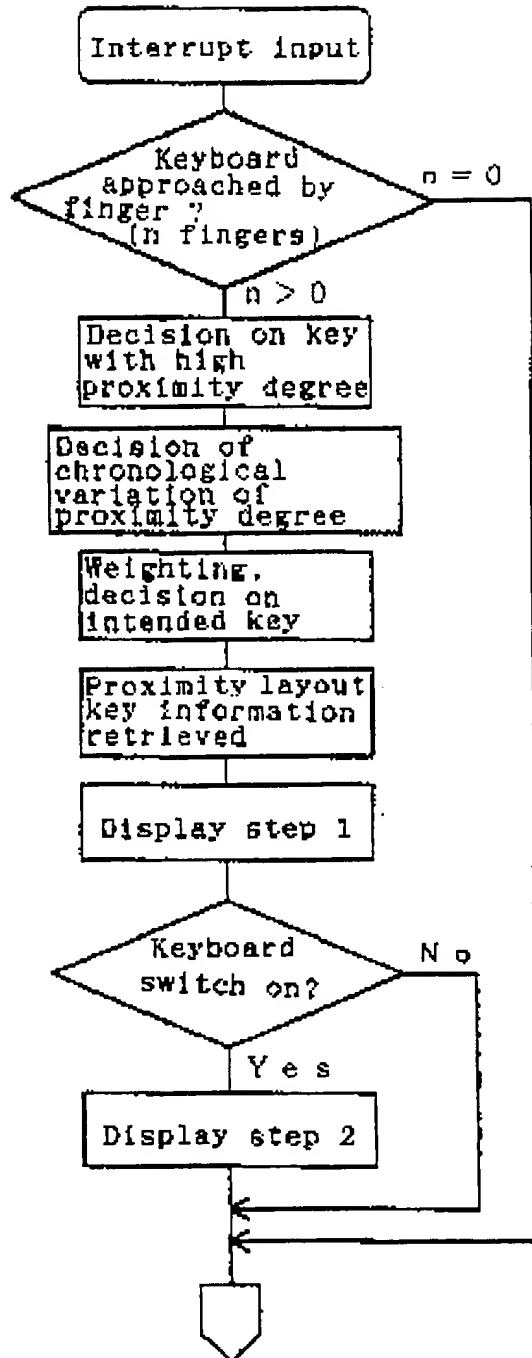 Interrupt input
Keyboard
approached by
finger ?
(n fingers)
n = 0
n > 0
Decision on key
with high
proximity degree
Decision of
chronological
variation of
proximity degree
Weighting,
decision on
intended key
Proximity layout
key information
retrieved
Display step 1
Keyboard
switch on?
No
Yes
Display step 2